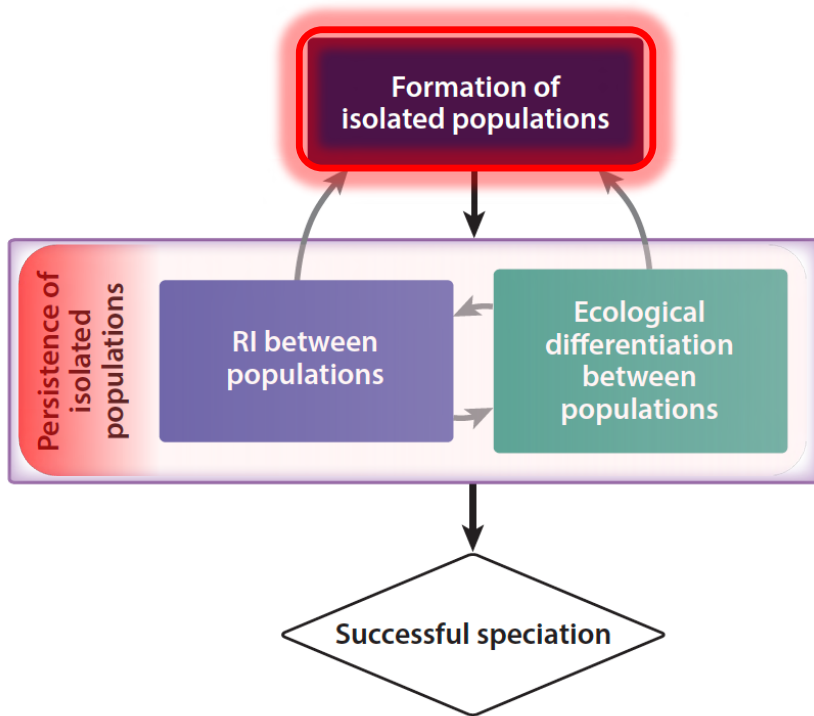 Formation of
isolated populations
Persistence of
isolated
populations
RI between
populations
Ecological
differentiation
between
populations
Successful speciation